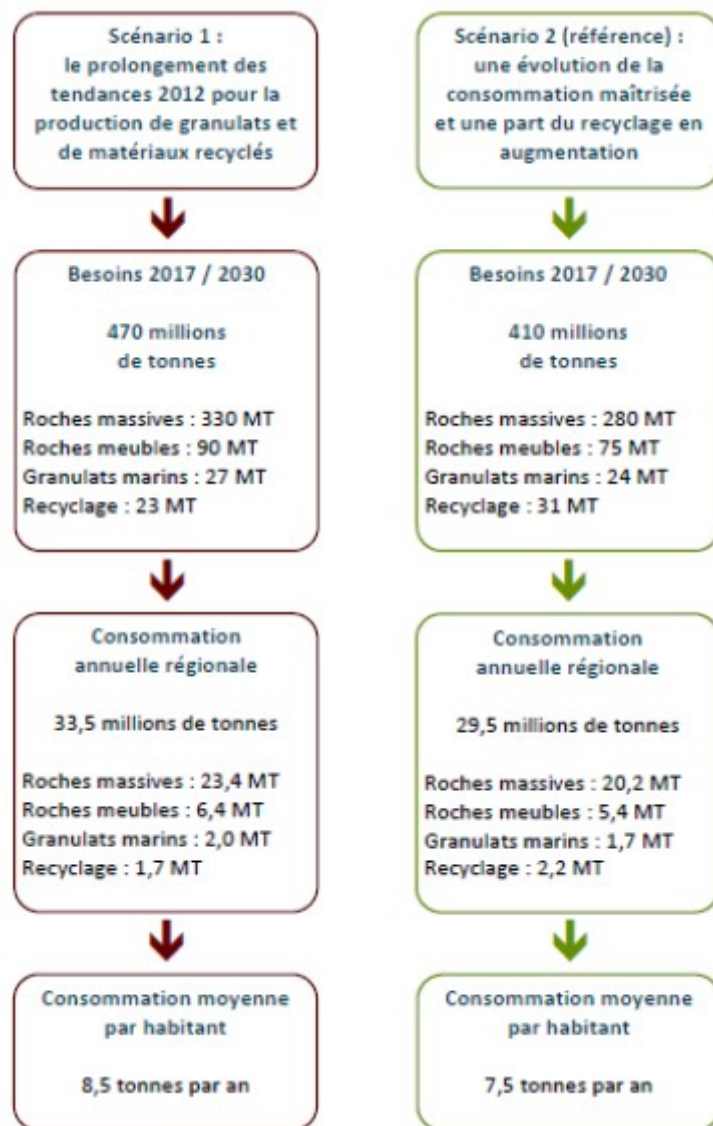 Scénario 1 :
le prolongement des
tendances 2012 pour la
production de granulats et
de matériaux recyclés
Besoins 2017 / 2030
470 millions
de tonnes
Roches massives : 330 MT
Roches meubles : 90 MT
Granulats marins : 27 MT
Recyclage : 23 MT
Consommation
annuelle régionale
33,5 millions de tonnes
Roches massives : 23,4 MT
Roches meubles : 6,4 MT
Granulats marins : 2,0 MT
Recyclage : 1,7 MT
Consommation moyenne
par habitant
8,5 tonnes par an
Scénario 2 (référence) :
une évolution de la
consommation maîtrisée
et une part du recyclage en
augmentation
Besoins 2017 / 2030
410 millions
de tonnes
Roches massives : 280 MT
Roches meubles : 75 MT
Granulats marins : 24 MT
Recyclage : 31 MT
Consommation
annuelle régionale
29,5 millions de tonnes
Roches massives : 20,2 MT
Roches meubles : 5,4 MT
Granulats marins : 1,7 MT
Recyclage : 2,2 MT
Consommation moyenne
par habitant
7,5 tonnes par an